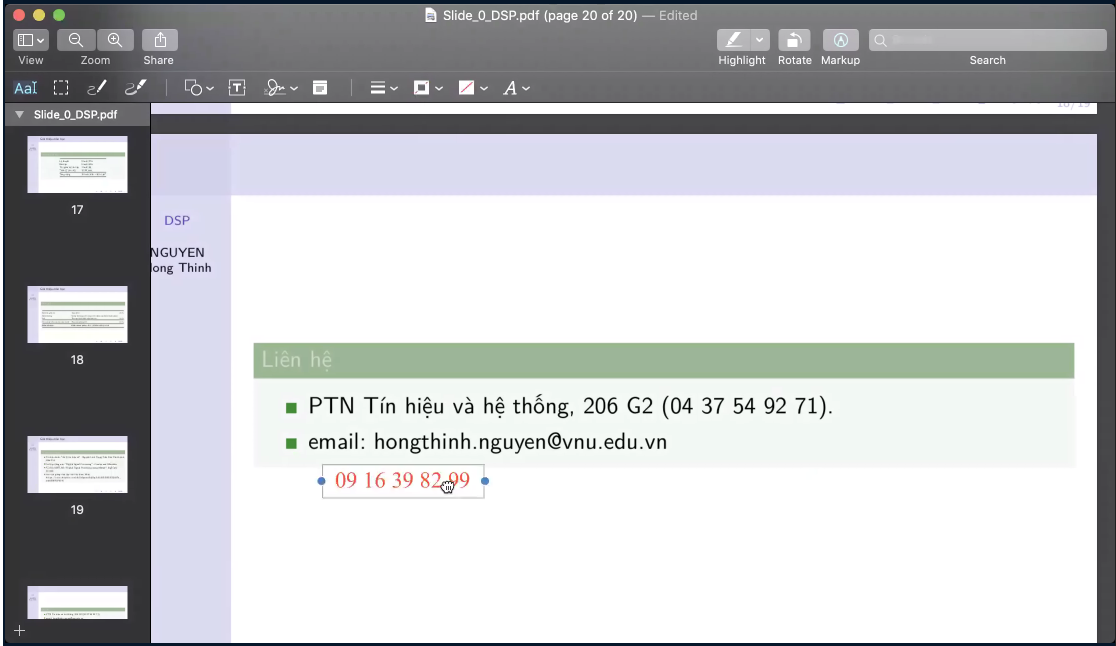 Slide_0_DSP.pdf (page 20 of 20) — Edited
View
Zoom
Share
Highlight
Rotate
Markup
Search
AaI
T
A
Slide_0_DSP.pdf
17
18
19
DSP
NGUYEN
long Thinh
Liên hệ
PTN Tín hiệu và hệ thống, 206 G2 (04 37 54 92 71).
email: hongthinh.nguyen@vnu.edu.vn
09 16 39 82 99